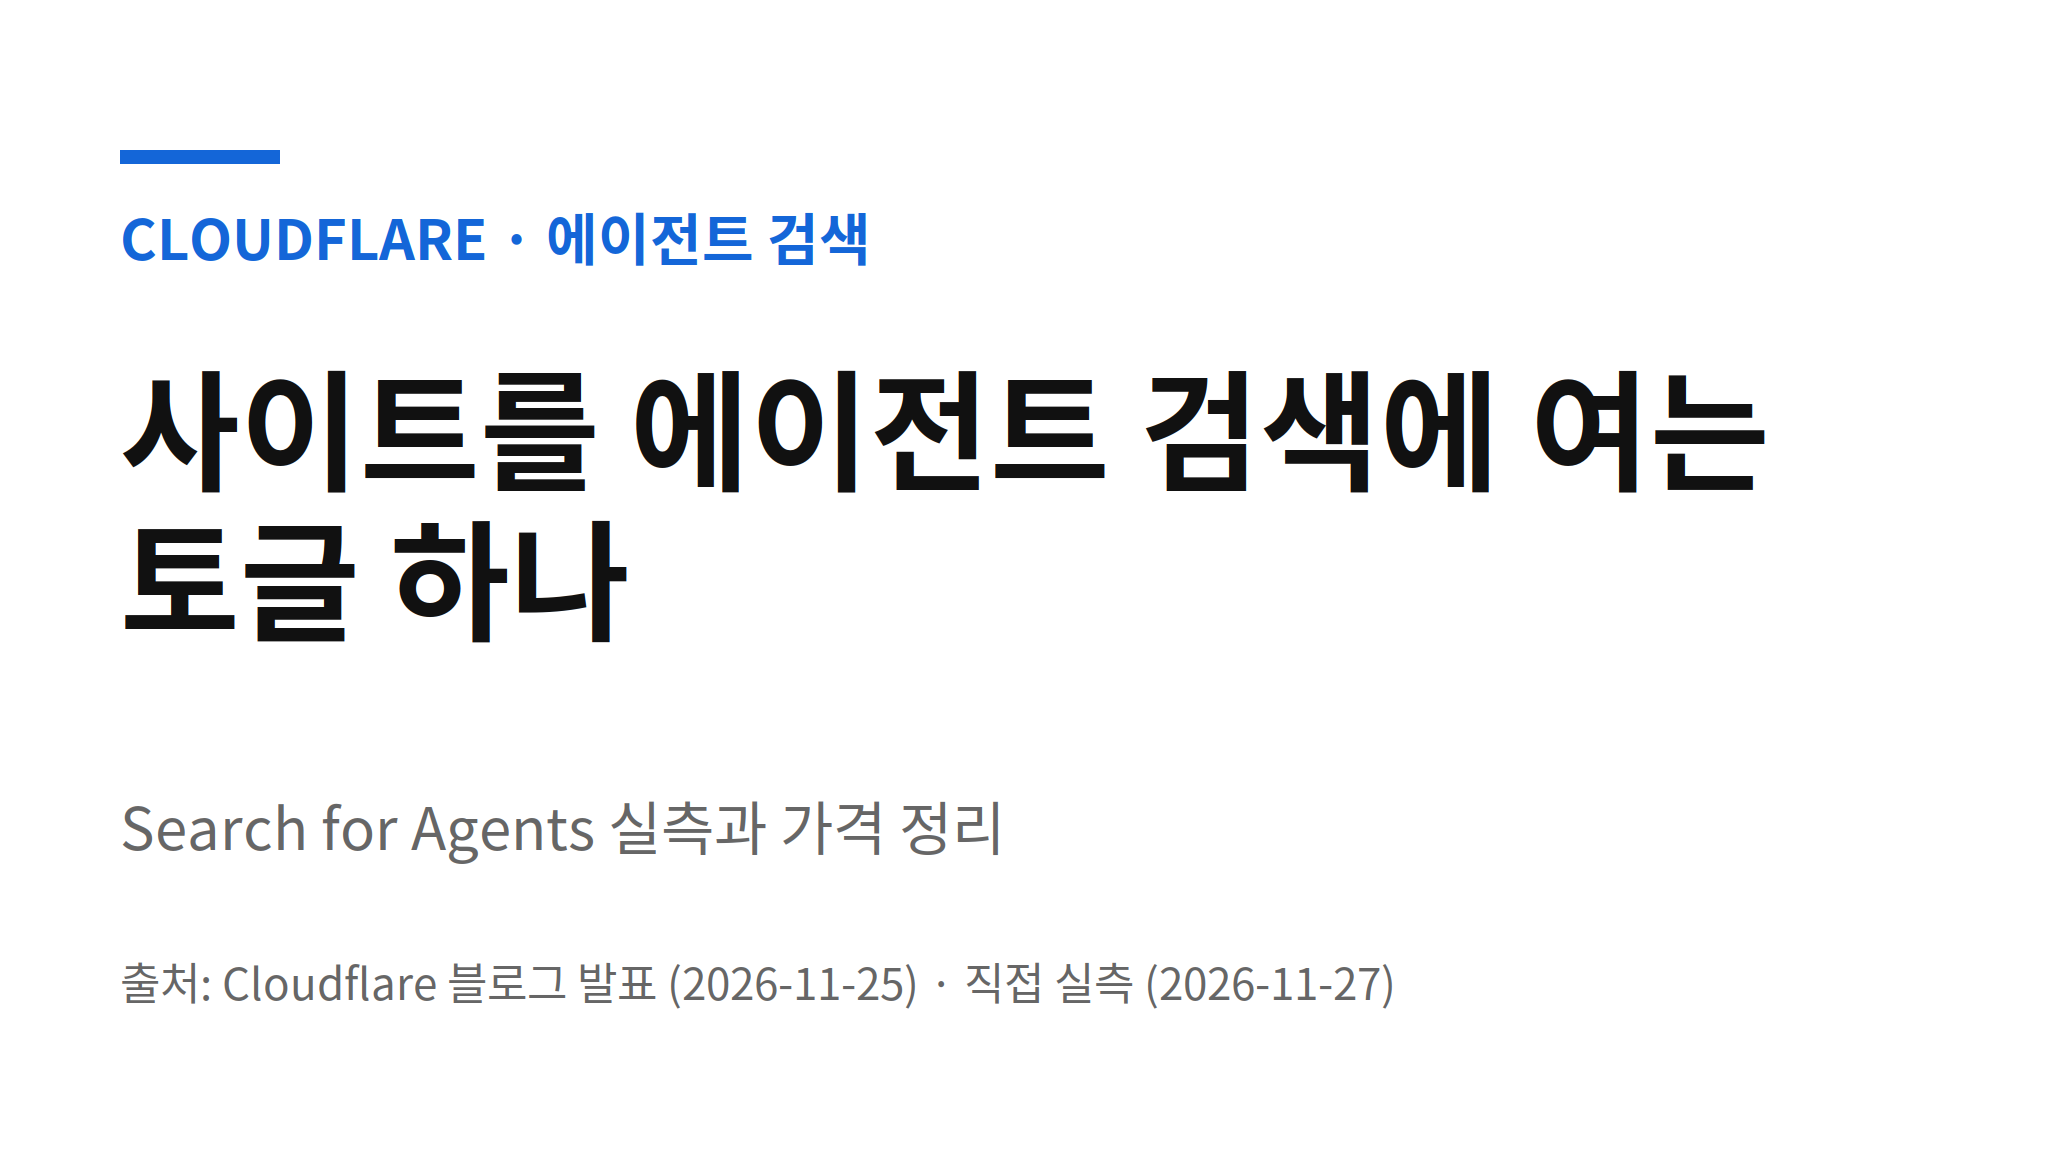 CLOUDFLARE · 에이전트 검색
사이트를 에이전트 검색에 여는
토글 하나
Search for Agents 실측과 가격 정리
출처: Cloudflare 블로그 발표 (2026-11-25) · 직접 실측 (2026-11-27)